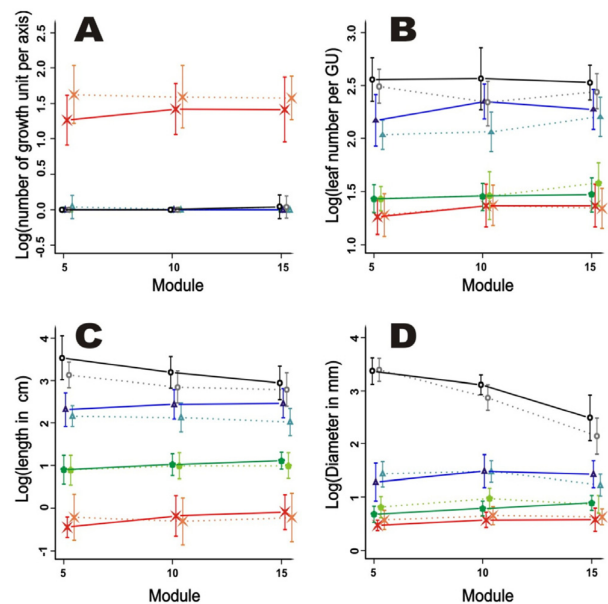 A
Log(number of growth unit per axis)
2.5
2.0
1.5
1.0
0.5
0.0
-0.5
5
10
15
Module
B
Log(leaf number per GU)
3.0
2.5
2.0
1.5
1.0
5
10
15
Module
C
Log(length in cm)
4
3
2
1
0
-1
5
10
15
Module
D
Log(Diameter in mm)
4
3
2
1
0
5
10
15
Module